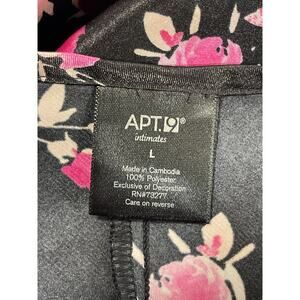 APT.9®
intimates
L
Made in Cambodia
100% Polyester
Exclusive of Decoration
RN#73277
Care on reverse